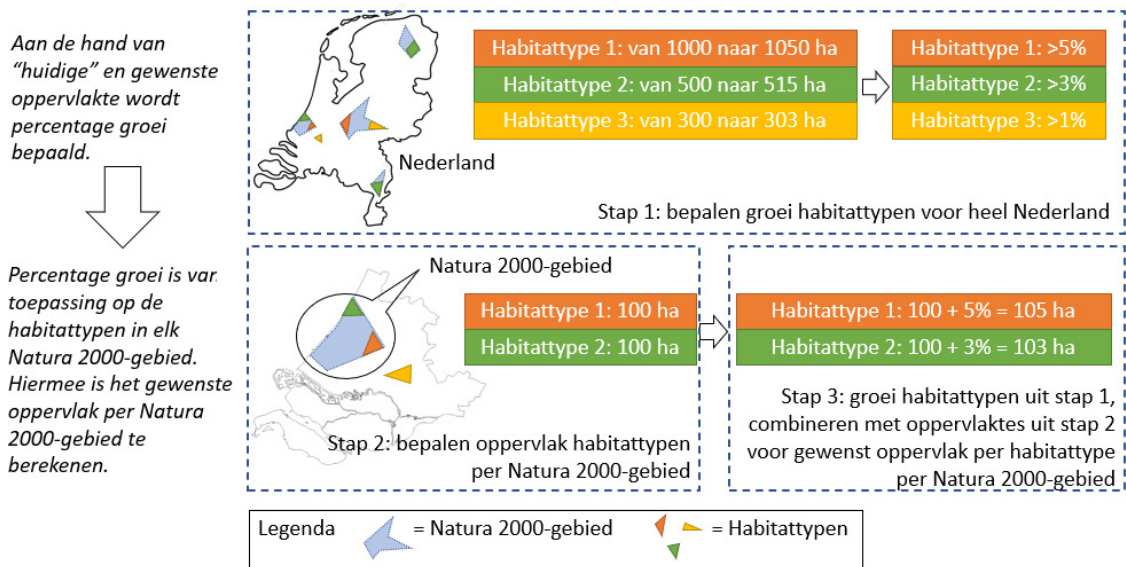 Aan de hand van
"huidige" en gewenste
oppervlakte wordt
percentage groei
bepaald.
Nederland
Habitattype 1: van 1000 naar 1050 ha
Habitattype 2: van 500 naar 515 ha
Habitattype 3: van 300 naar 303 ha
Habitattype 1: >5%
Habitattype 2: >3%
Habitattype 3: >1%
Stap 1: bepalen groei habitattypen voor heel Nederland
Percentage groei is van
toepassing op de
habitattypen in elk
Natura 2000-gebied.
Hiermee is het gewenste
oppervlak per Natura
2000-gebied te
berekenen.
Natura 2000-gebied
Habitattype 1: 100 ha
Habitattype 2: 100 ha
Stap 2: bepalen oppervlak habitattypen
per Natura 2000-gebied
Habitattype 1: 100 + 5% = 105 ha
Habitattype 2: 100 + 3% = 103 ha
Stap 3: groei habitattypen uit stap 1,
combineren met oppervlaktes uit stap 2
voor gewenst oppervlak per habitattype
per Natura 2000-gebied
Legenda
= Natura 2000-gebied
= Habitattypen